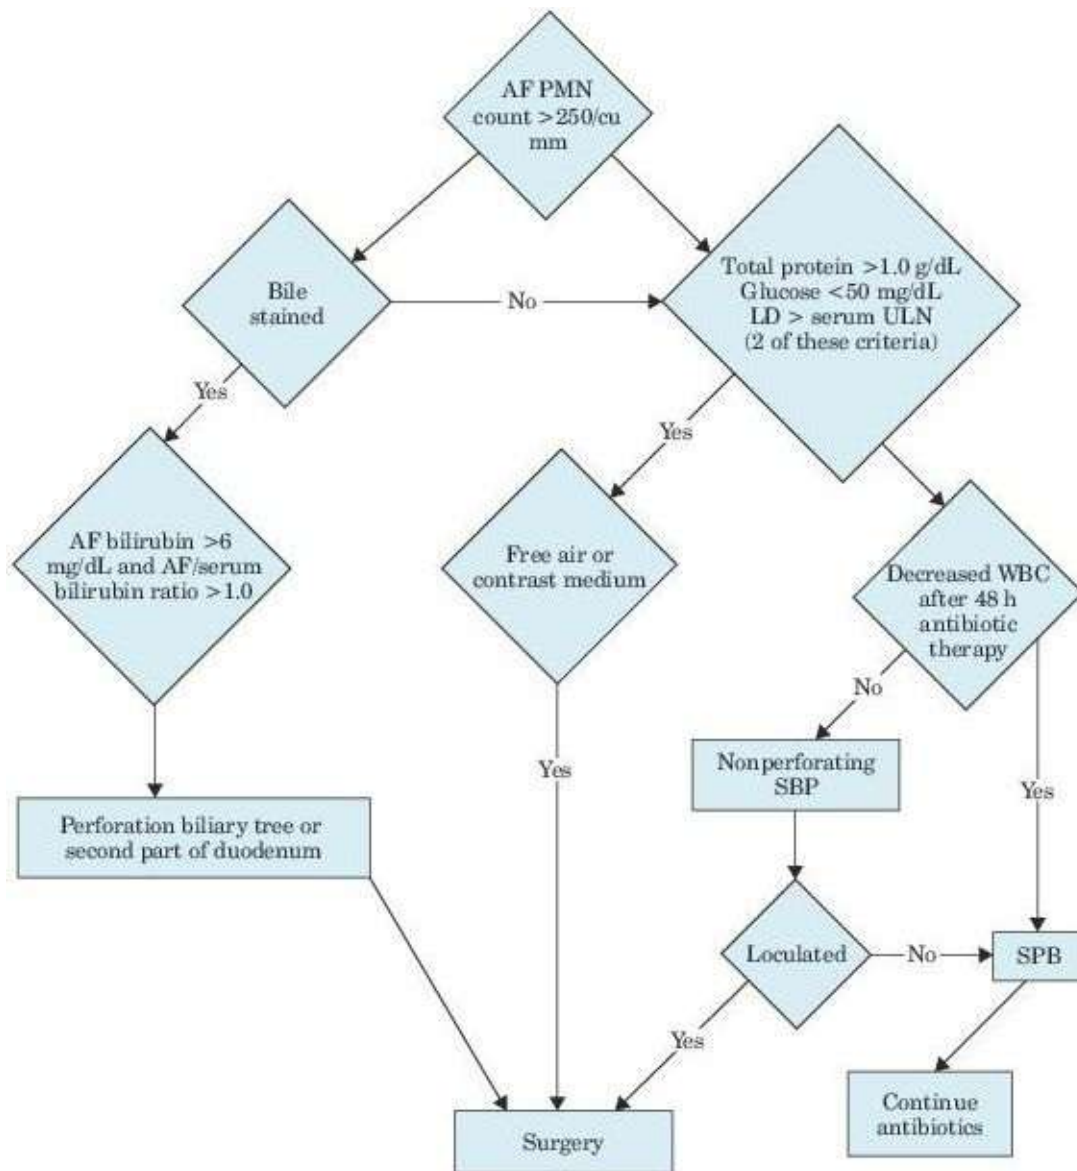 AF PMN
count >250/cu
mm
Bile
stained
No
Total protein >1.0 g/dL
Glucose <50 mg/dL
LD > serum ULN
(2 of these criteria)
Yes
Yes
AF bilirubin >6
mg/dL and AF/serum
bilirubin ratio >1.0
Free air or
contrast medium
Decreased WBC
after 48 h
antibiotic
therapy
No
Yes
Nonperforating
SBP
Yes
Perforation biliary tree or
second part of duodenum
Loculated
No
SPB
Yes
Continue
antibiotics
Surgery